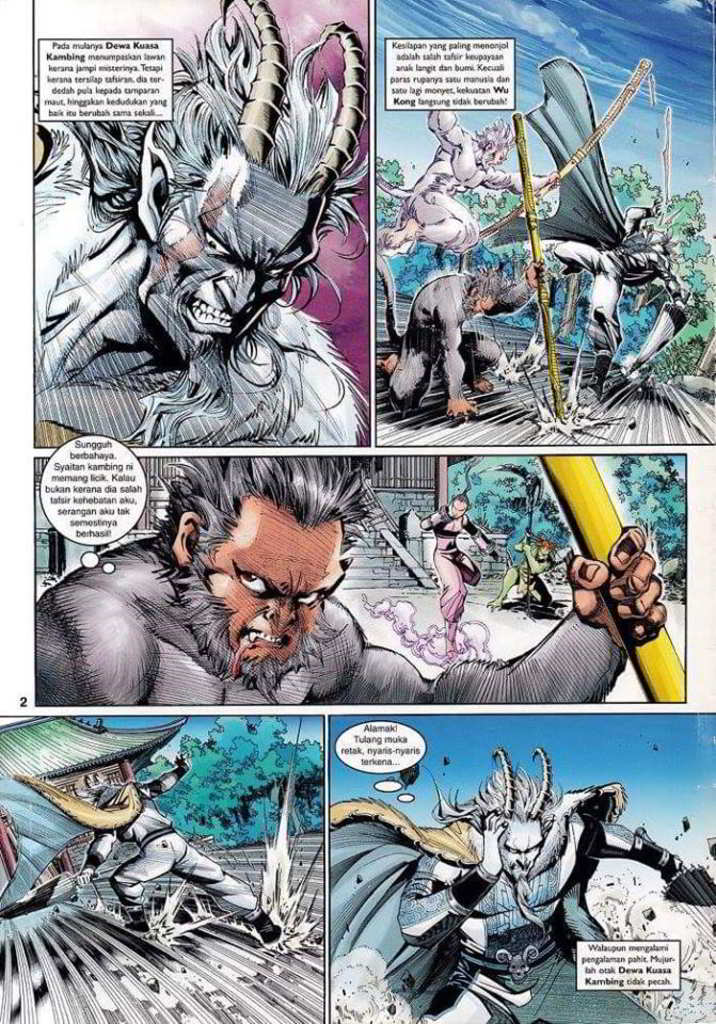 Pada mulanya Dewa Kuasa
Kambing menumpaskan lawan
kerana jampi misterinya. Tetapi
kerana tersilap tafsiran, dia ter-
dedah pula kepada tamparan
maut, hinggakan kedudukan yang
baik itu berubah sama sekali...
Kesilapan yang paling menonjol
adalah salah tafsir keupayaan
anak langit dan bumi. Kecuali
paras rupanya satu manusia dan
satu lagi monyet, kekuatan Wu
Kong langsung tidak berubah!
Sungguh
berbahaya.
Syaitan kambing ni
memang licik. Kalau
bukan kerana dia salah
tafsir kehebatan aku,
serangan aku tak
semestinya
berhasil!
2
Alamak!
Tulang muka
retak, nyaris-nyaris
terkena...
Walaupun mengalami
pengalaman pahit. Mujur-
lah otak Dewa Kuasa
Kambing tidak pecah.